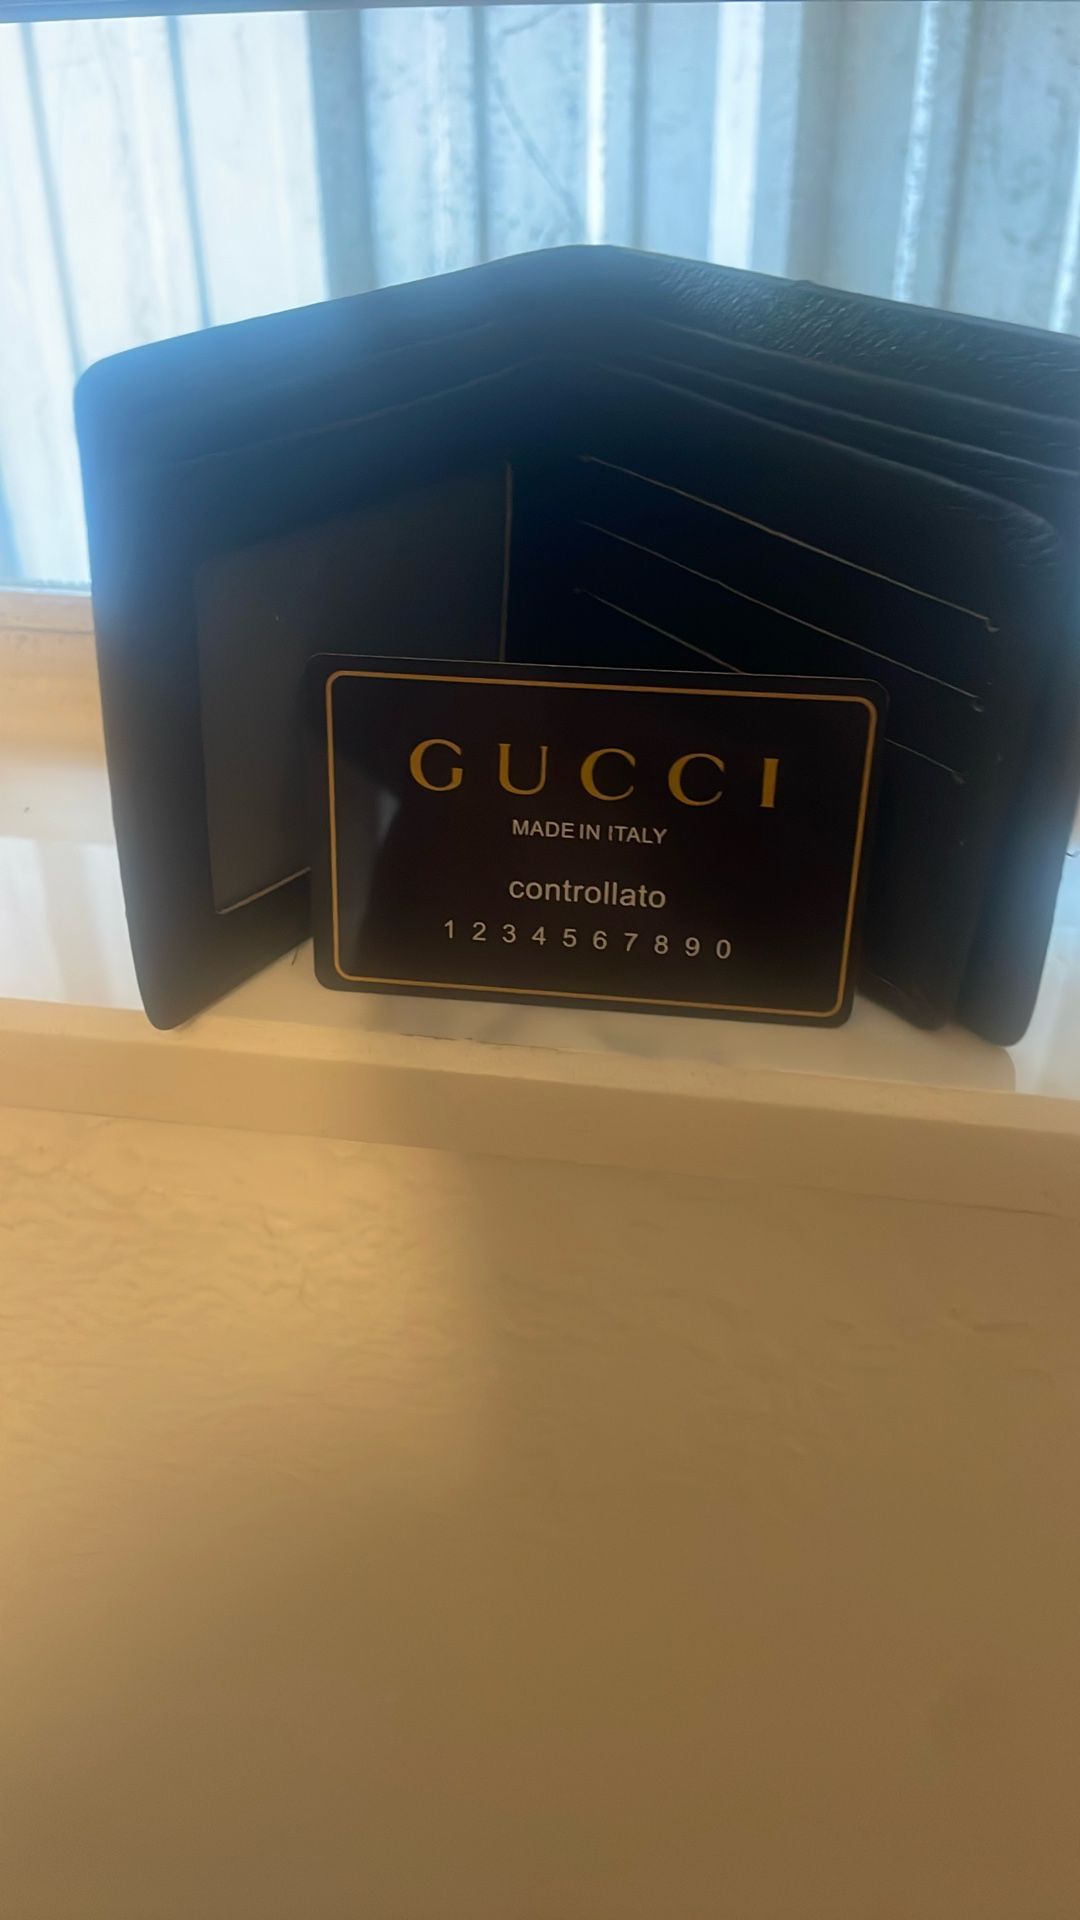 GUCCI
MADE IN ITALY
controllato
1 2 3 4 5 6 7 8 9 0